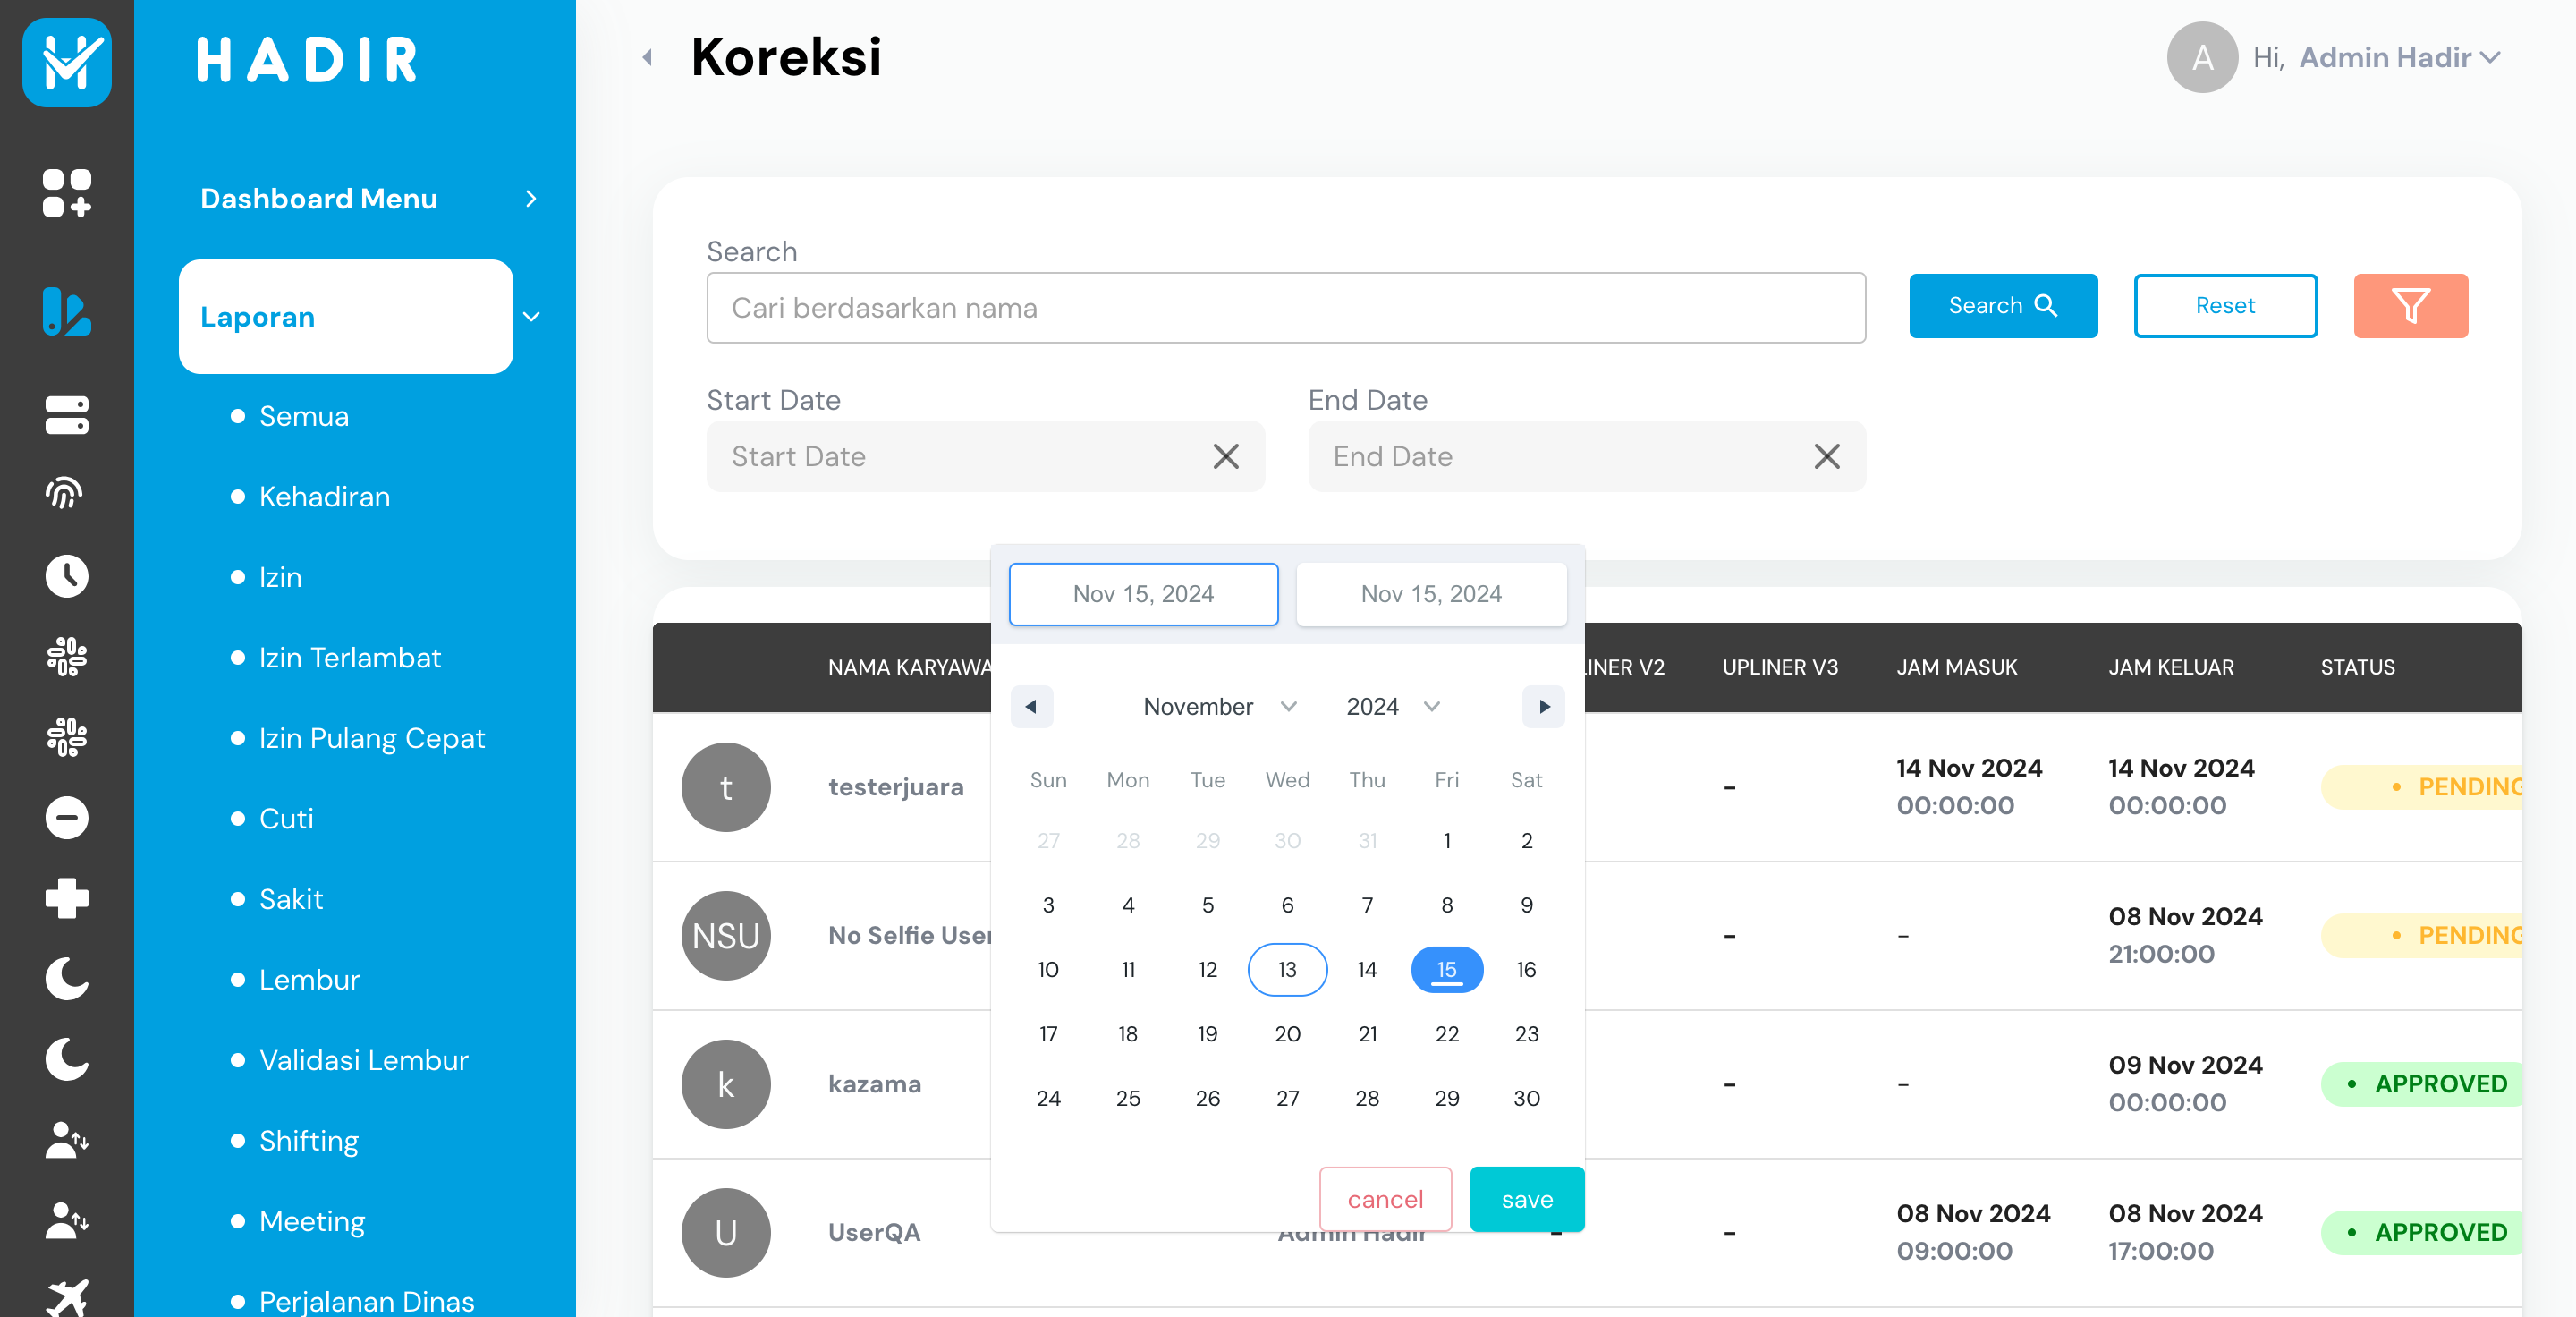 HADIR
Koreksi
A
Hi, Admin Hadir
Dashboard Menu
Laporan
Semua
Kehadiran
Izin
Izin Terlambat
Izin Pulang Cepat
Cuti
Sakit
Lembur
Validasi Lembur
Shifting
Meeting
Perjalanan Dinas
Search
Cari berdasarkan nama
Search
Reset
Start Date
End Date
Start Date
End Date
Nov 15, 2024
Nov 15, 2024
November
2024
Sun Mon Tue Wed Thu Fri Sat
27 28 29 30 31 1 2
3 4 5 6 7 8 9
10 11 12 13 14 15 16
17 18 19 20 21 22 23
24 25 26 27 28 29 30
cancel
save
NAMA KARYAWA
INER V2
UPLINER V3
JAM MASUK
JAM KELUAR
STATUS
t
testerjuara
-
14 Nov 2024
00:00:00
14 Nov 2024
00:00:00
• PENDING
NSU
No Selfie User
-
-
08 Nov 2024
21:00:00
• PENDING
k
kazama
-
-
09 Nov 2024
00:00:00
• APPROVED
U
UserQA
Admin Hadir
-
-
08 Nov 2024
09:00:00
08 Nov 2024
17:00:00
• APPROVED